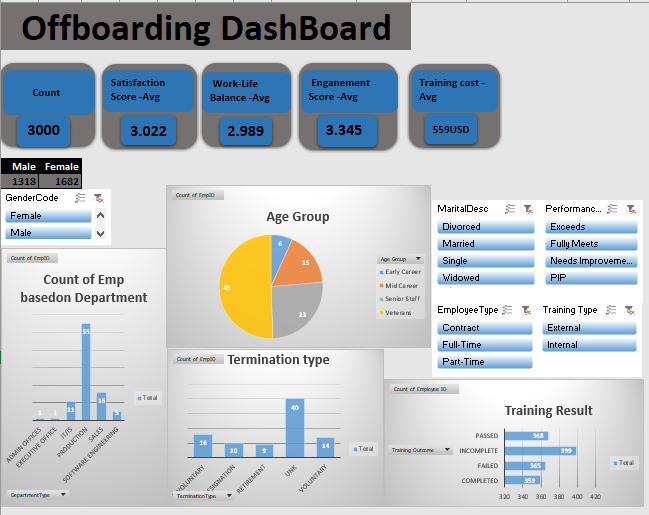 Offboarding DashBoard
Count
3000
Satisfaction
Score -Avg
3.022
Work-Life
Balance -Avg
2.989
Enganement
Score -Avg
3.345
Training cost -
Avg
559USD
Male Female
1318 1682
GenderCode
Female
Male
Count of EmpID
Count of Emp
basedon Department
55
16
11
1
1
5
Total
ADMIN OFFICES
EXECUTIVE OFFICE
IT/IS
PRODUCTION
SALES
SOFTWARE ENGINEERING
DepartmentType
Count of EmpID
Age Group
6
15
23
45
Age Group
Early Career
Mid Career
Senior Staff
Veterans
Count of EmpID
Termination type
16
10
9
40
14
Total
VOLUNTARY
ESIGNATION
RETIREMENT
UNK
VOLUNTARY
TerminationType
MaritalDesc
Divorced
Married
Single
Widowed
Performanc...
Exceeds
Fully Meets
Needs Improveme...
PIP
EmployeeType
Contract
Full-Time
Part-Time
Training Type
External
Internal
Count of Employee ID
Training Result
Training Outcome
PASSED 368
INCOMPLETE 399
FAILED 365
COMPLETED 359
Total
320 340 360 380 400 420